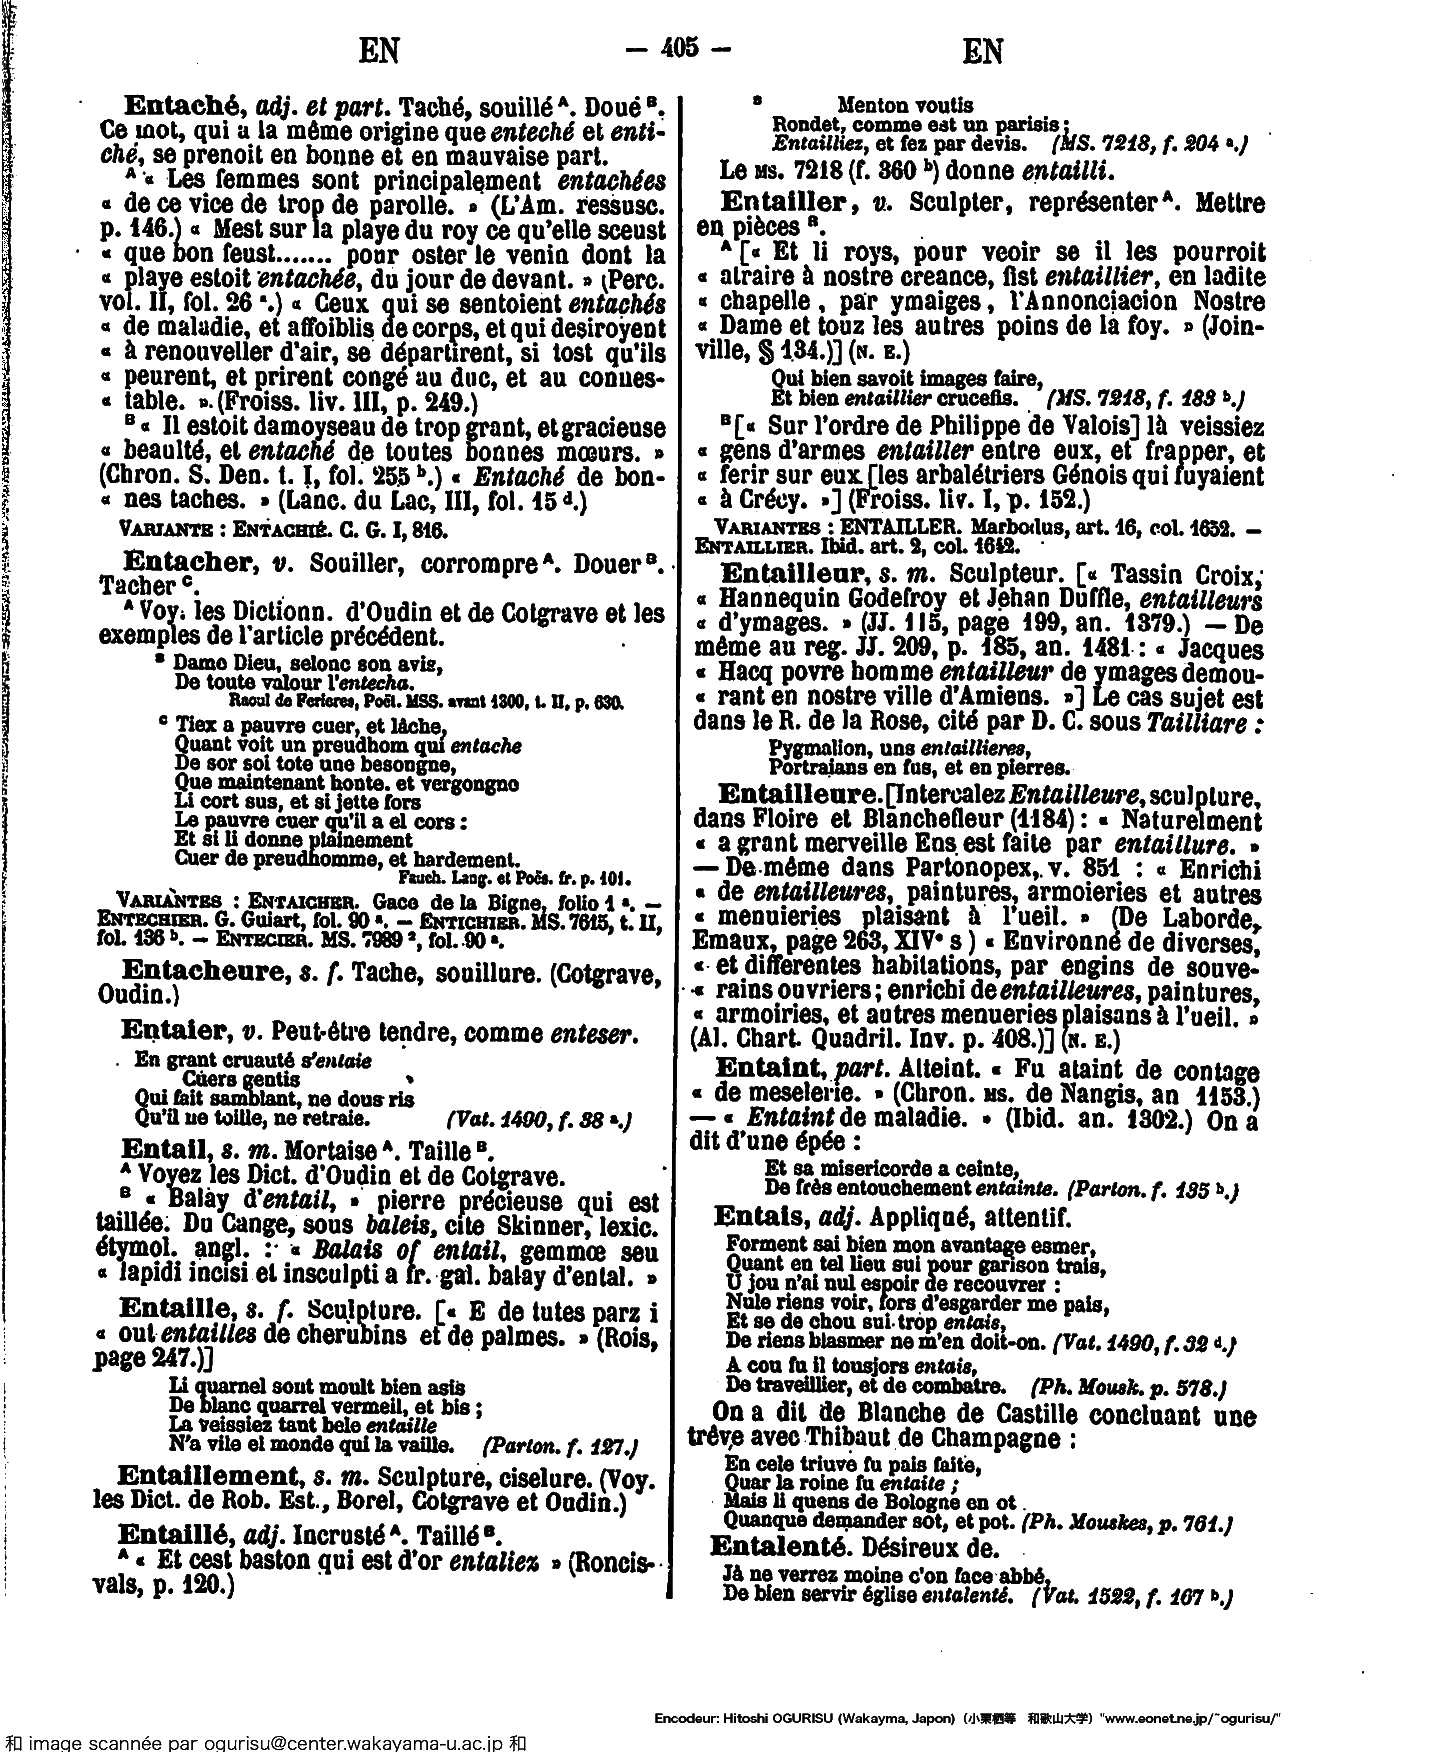 EN — 405 — EN
Entaché, adj. et part. Taché, souillé ᴬ. Doué ᴮ.
Ce mot, qui a la même origine que enteché et enti-
ché, se prenoit en bonne et en mauvaise part.
ᴬ « Les femmes sont principalement entachées
« de ce vice de trop de parolle. » (L'Am. ressusc.
p. 146.) « Mest sur la playe du roy ce qu'elle sceust
« que bon feust....... pour oster le venin dont la
« playe estoit entachée, du jour de devant. » (Perc.
vol. II, fol. 26 ᵃ.) « Ceux qui se sentoient entachés
« de maladie, et affoiblis de corps, et qui desiroyent
« à renouveller d'air, se départirent, si tost qu'ils
« peurent, et prirent congé au duc, et au connes-
« table. ». (Froiss. liv. III, p. 249.)
ᴮ « Il estoit damoyseau de trop grant, et gracieuse
« beaulté, et entaché de toutes bonnes mœurs. »
(Chron. S. Den. t. I, fol. 255 ᵇ.) « Entaché de bon-
« nes taches. » (Lanc. du Lac, III, fol. 15 ᵈ.)
VARIANTE : ENTACHIÉ. C. G. I, 816.
Entacher, v. Souiller, corrompre ᴬ. Douer ᴮ.
Tacher ᶜ.
ᴬ Voy. les Dictionn. d'Oudin et de Cotgrave et les
exemples de l'article précédent.
ᴮ Dame Dieu, selonc son avis,
De toute valour l'entecha.
Raoul de Ferieres, Poët. MSS. avant 1300, t. II, p. 630.
ᶜ Tiex a pauvre cuer, et lâche,
Quant voit un preudhom qui entache
De sor soi tote une besongne,
Que maintenant honte. et vergongno
Li cort sus, et si jette fors
Le pauvre cuer qu'il a el cors :
Et si li donne plainement
Cuer de preudhomme, et hardement.
Fauch. Lang. et Poës. fr. p. 101.
VARIANTES : ENTAICHER. Gace de la Bigne, folio 1 ᵃ. —
ENTECHIER. G. Guiart, fol. 90 ᵃ. — ENTICHIER. MS. 7615, t. II,
fol. 136 ᵇ. — ENTECIER. MS. 7989 ², fol. 90 ᵃ.
Entacheure, s. f. Tache, souillure. (Cotgrave,
Oudin.)
Entaier, v. Peut-être tendre, comme enteser.
En grant cruauté s'entaie
Cuers gentis
Qui fait samblant, ne dous ris
Qu'il ne toille, ne retraie. (Vat. 1490, f. 38 ᵃ.)
Entail, s. m. Mortaise ᴬ. Taille ᴮ.
ᴬ Voyez les Dict. d'Oudin et de Cotgrave.
ᴮ « Balay d'entail, » pierre précieuse qui est
taillée. Du Cange, sous baleis, cite Skinner, lexic.
étymol. angl. : « Balais of entail, gemmœ seu
« lapidi incisi et insculpti a fr. gal. balay d'ental. »
Entaille, s. f. Sculpture. [« E de tutes parz i
« out entailles de cherubins et de palmes. » (Rois,
page 247.)]
Li quarnel sont moult bien asis
De blanc quarrel vermeil, et bis ;
La veissiez tant bele entaille
N'a vile el monde qui la vaille. (Parton. f. 127.)
Entaillement, s. m. Sculpture, ciselure. (Voy.
les Dict. de Rob. Est., Borel, Cotgrave et Oudin.)
Entaillé, adj. Incrusté ᴬ. Taillé ᴮ.
ᴬ « Et cest baston qui est d'or entaliez » (Roncis-
vals, p. 120.)
ᴮ Menton voutis
Rondet, comme est un parisis ;
Entailliez, et fez par devis. (MS. 7218, f. 204 ᵃ.)
Le MS. 7218 (f. 360 ᵇ) donne entailli.
Entailler, v. Sculpter, représenter ᴬ. Mettre
en pièces ᴮ.
ᴬ [« Et li roys, pour veoir se il les pourroit
« atraire à nostre creance, fist entaillier, en ladite
« chapelle, par ymaiges, l'Annonciacion Nostre
« Dame et touz les autres poins de la foy. » (Join-
ville, § 134.)] (N. E.)
Qui bien savoit images faire,
Et bien entaillier crucefis. (MS. 7218, f. 183 ᵇ.)
ᴮ [« Sur l'ordre de Philippe de Valois] là veissiez
« gens d'armes entailler entre eux, et frapper, et
« ferir sur eux [les arbalétriers Génois qui fuyaient
« à Crécy. »] (Froiss. liv. I, p. 152.)
VARIANTES : ENTAILLER. Marbodus, art. 16, col. 1652. —
ENTAILLIER. Ibid. art. 2, col. 1642.
Entailleur, s. m. Sculpteur. [« Tassin Croix,
« Hannequin Godefroy et Jehan Duffle, entailleurs
« d'ymages. » (JJ. 115, page 199, an. 1379.) — De
même au reg. JJ. 209, p. 185, an. 1481 : « Jacques
« Hacq povre homme entailleur de ymages demou-
« rant en nostre ville d'Amiens. »] Le cas sujet est
dans le R. de la Rose, cité par D. C. sous Tailliare :
Pygmalion, uns entaillieres,
Portraians en fus, et en pierres.
Entailleure. [Intercalez Entailleure, sculpture,
dans Floire et Blanchefleur (1184) : « Naturelment
« a grant merveille Ens est faite par entaillure. »
— De même dans Partonopex, v. 851 : « Enrichi
« de entailleures, paintures, armoieries et autres
« menuieries plaisant à l'ueil. » (De Laborde,
Emaux, page 263, XIVᵉ s ) « Environné de diverses,
« et differentes habitations, par engins de souve-
« rains ouvriers ; enrichi de entailleures, paintures,
« armoiries, et autres menueries plaisans à l'ueil. »
(Al. Chart. Quadril. Inv. p. 408.)] (N. E.)
Entaint, part. Atteint. « Fu ataint de contage
« de meselerie. » (Chron. MS. de Nangis, an 1153.)
— « Entaint de maladie. » (Ibid. an. 1302.) On a
dit d'une épée :
Et sa misericorde a ceinte,
De frès entouchement entainte. (Parton. f. 135 ᵇ.)
Entais, adj. Appliqué, attentif.
Forment sai bien mon avantage esmer,
Quant en tel lieu sui pour garison trais,
U jou n'ai nul espoir de recouvrer :
Nule riens voir, fors d'esgarder me pais,
Et se de chou sui trop entais,
De riens blasmer ne m'en doit-on. (Vat. 1490, f. 32 ᵈ.)
A cou fu il tousjors entais,
De traveillier, et de combatre. (Ph. Mousk. p. 578.)
On a dit de Blanche de Castille concluant une
trêve avec Thibaut de Champagne :
En cele triuve fu pais faite,
Quar la roine fu entaite ;
Mais li quens de Bologne en ot
Quanque demander sot, et pot. (Ph. Mouskes, p. 761.)
Entalenté. Désireux de.
Jà ne verrez moine c'on face abbé,
De bien servir église entalenté. (Vat. 1522, f. 167 ᵇ.)
Encodeur: Hitoshi OGURISU (Wakayma, Japon) (小栗栖等 和歌山大学) "www.eonet.ne.jp/~ogurisu/"
和 image scannée par ogurisu@center.wakayama-u.ac.jp 和